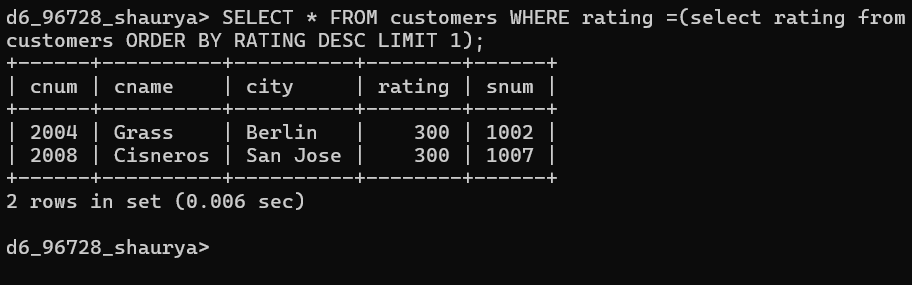 d6_96728_shaurya> SELECT * FROM customers WHERE rating =(select rating from
customers ORDER BY RATING DESC LIMIT 1);
+------+----------+----------+--------+------+
| cnum | cname    | city     | rating | snum |
+------+----------+----------+--------+------+
| 2004 | Grass    | Berlin   |    300 | 1002 |
| 2008 | Cisneros | San Jose |    300 | 1007 |
+------+----------+----------+--------+------+
2 rows in set (0.006 sec)
d6_96728_shaurya>